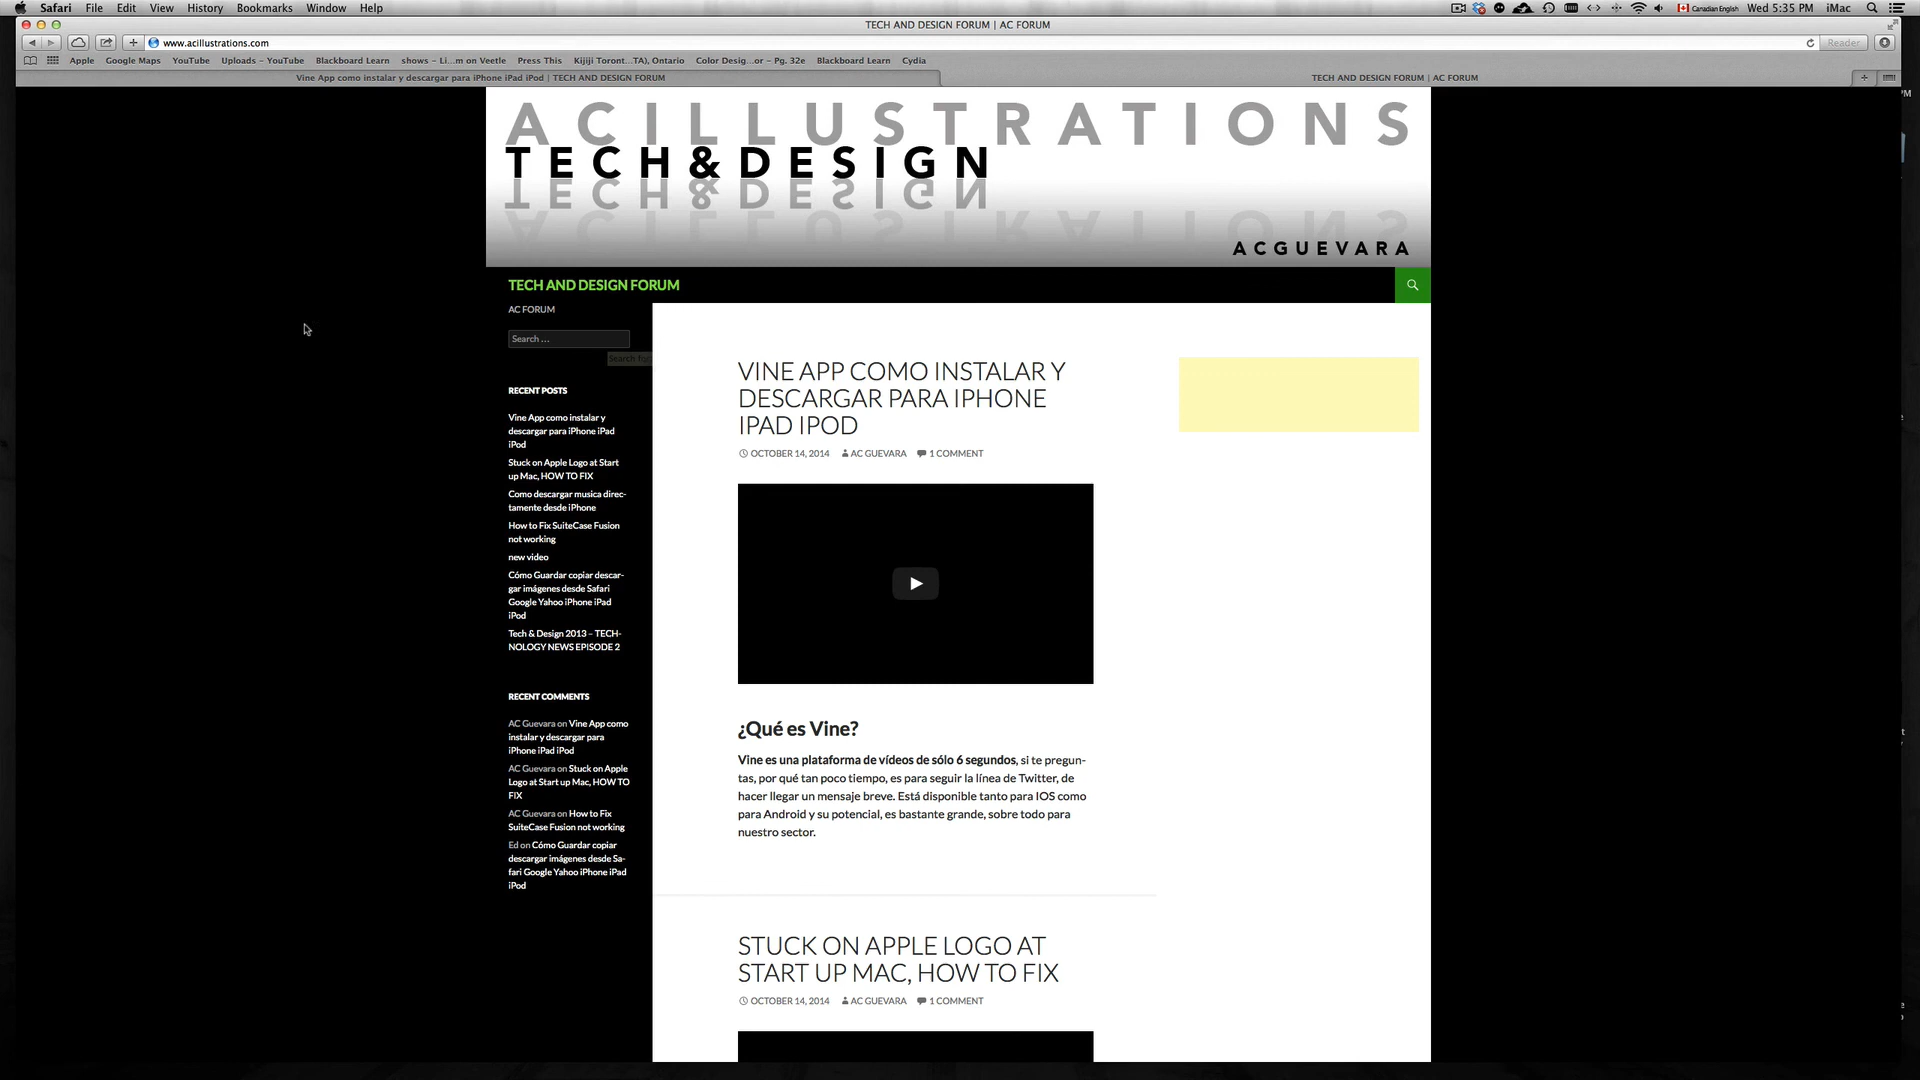 Safari File Edit View History Bookmarks Window Help Canadian English Wed 5:35 PM iMac
TECH AND DESIGN FORUM | AC FORUM
www.acillustrations.com Reader
Apple Google Maps YouTube Uploads - YouTube Blackboard Learn shows – Li...m on Veetle Press This Kijiji Toront...TA), Ontario Color Desig...or - Pg. 32e Blackboard Learn Cydia
Vine App como instalar y descargar para iPhone iPad iPod | TECH AND DESIGN FORUM TECH AND DESIGN FORUM | AC FORUM
ACILLUSTRATIONS
TECH&DESIGN
TECH&DESIGN
ACILLUSTRATIONS
ACGUEVARA
TECH AND DESIGN FORUM
AC FORUM
Search ...
RECENT POSTS
Vine App como instalar y
descargar para iPhone iPad
iPod
Stuck on Apple Logo at Start
up Mac, HOW TO FIX
Como descargar musica direc-
tamente desde iPhone
How to Fix SuiteCase Fusion
not working
new video
Cómo Guardar copiar descar-
gar imágenes desde Safari
Google Yahoo iPhone iPad
iPod
Tech & Design 2013 – TECH-
NOLOGY NEWS EPISODE 2
RECENT COMMENTS
AC Guevara on Vine App como
instalar y descargar para
iPhone iPad iPod
AC Guevara on Stuck on Apple
Logo at Start up Mac, HOW TO
FIX
AC Guevara on How to Fix
SuiteCase Fusion not working
Ed on Cómo Guardar copiar
descargar imágenes desde Sa-
fari Google Yahoo iPhone iPad
iPod
VINE APP COMO INSTALAR Y
DESCARGAR PARA IPHONE
IPAD IPOD
OCTOBER 14, 2014 AC GUEVARA 1 COMMENT
¿Qué es Vine?
Vine es una plataforma de vídeos de sólo 6 segundos, si te pregun-
tas, por qué tan poco tiempo, es para seguir la línea de Twitter, de
hacer llegar un mensaje breve. Está disponible tanto para IOS como
para Android y su potencial, es bastante grande, sobre todo para
nuestro sector.
STUCK ON APPLE LOGO AT
START UP MAC, HOW TO FIX
OCTOBER 14, 2014 AC GUEVARA 1 COMMENT